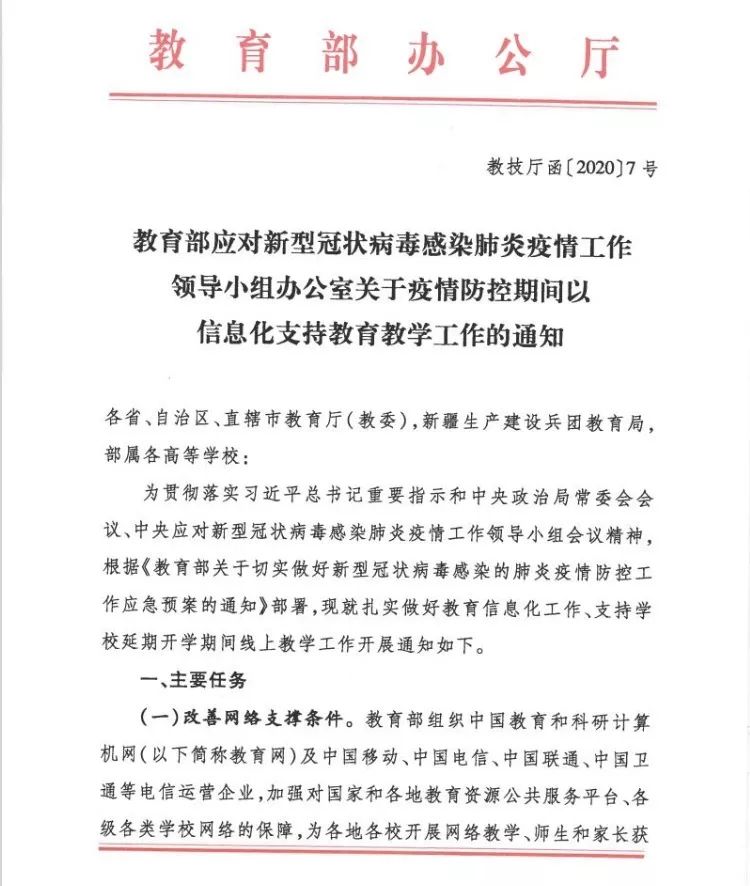 教育部办公厅
教技厅函〔2020〕7号
教育部应对新型冠状病毒感染肺炎疫情工作
领导小组办公室关于疫情防控期间以
信息化支持教育教学工作的通知
各省、自治区、直辖市教育厅(教委),新疆生产建设兵团教育局,
部属各高等学校:
为贯彻落实习近平总书记重要指示和中央政治局常委会会
议、中央应对新型冠状病毒感染肺炎疫情工作领导小组会议精神,
根据《教育部关于切实做好新型冠状病毒感染的肺炎疫情防控工
作应急预案的通知》部署,现就扎实做好教育信息化工作、支持学
校延期开学期间线上教学工作开展通知如下。
一、主要任务
(一)改善网络支撑条件。教育部组织中国教育和科研计算
机网(以下简称教育网)及中国移动、中国电信、中国联通、中国卫
通等电信运营企业,加强对国家和各地教育资源公共服务平台、各
级各类学校网络的保障,为各地各校开展网络教学、师生和家长获